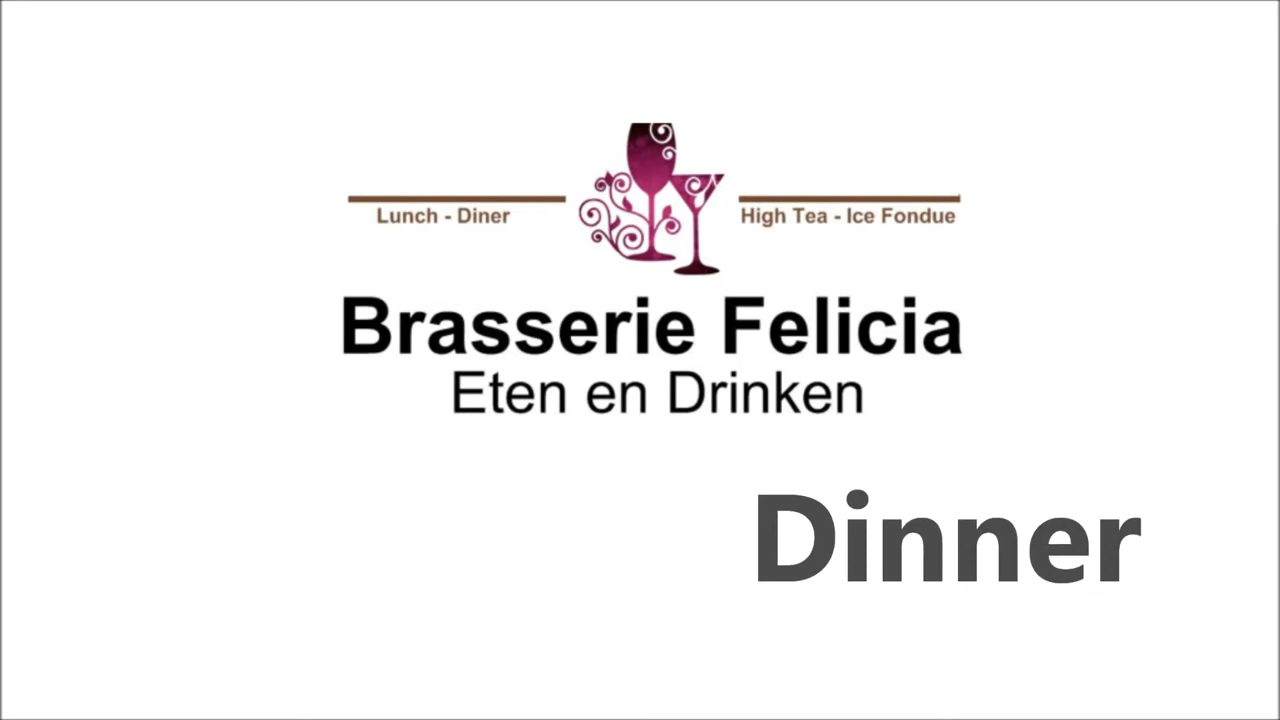 Lunch - Diner
High Tea - Ice Fondue
Brasserie Felicia
Eten en Drinken
Dinner